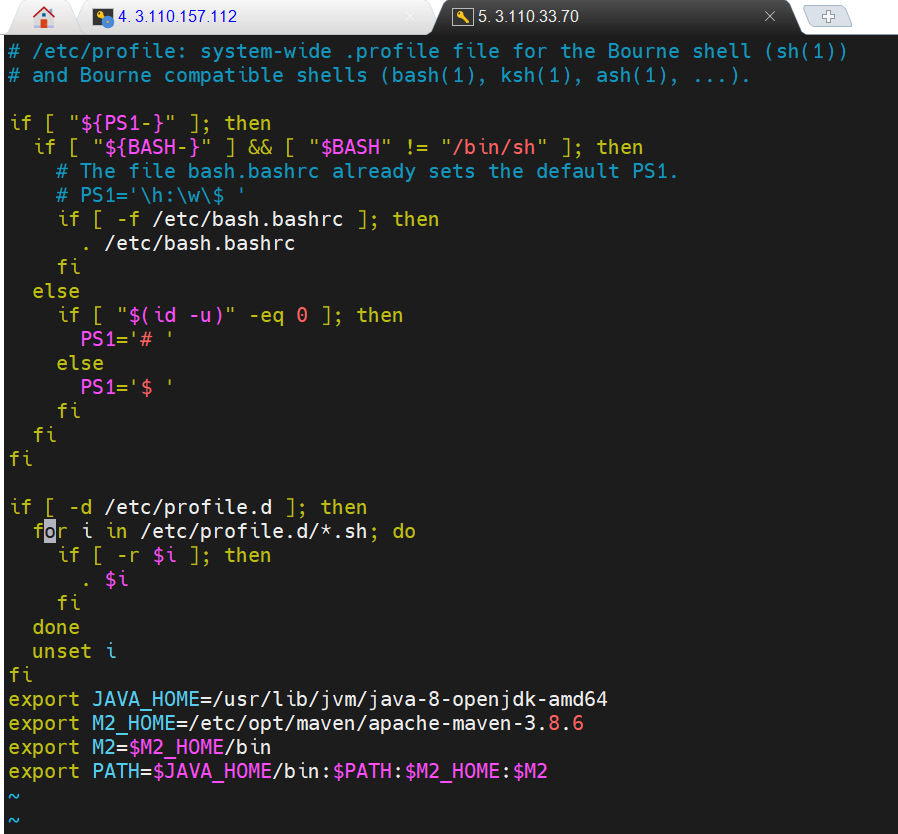 4. 3.110.157.112
5. 3.110.33.70
# /etc/profile: system-wide .profile file for the Bourne shell (sh(1))
# and Bourne compatible shells (bash(1), ksh(1), ash(1), ...).

if [ "${PS1-}" ]; then
  if [ "${BASH-}" ] && [ "$BASH" != "/bin/sh" ]; then
    # The file bash.bashrc already sets the default PS1.
    # PS1='\h:\w\$ '
    if [ -f /etc/bash.bashrc ]; then
      . /etc/bash.bashrc
    fi
  else
    if [ "$(id -u)" -eq 0 ]; then
      PS1='# '
    else
      PS1='$ '
    fi
  fi
fi

if [ -d /etc/profile.d ]; then
  for i in /etc/profile.d/*.sh; do
    if [ -r $i ]; then
      . $i
    fi
  done
  unset i
fi
export JAVA_HOME=/usr/lib/jvm/java-8-openjdk-amd64
export M2_HOME=/etc/opt/maven/apache-maven-3.8.6
export M2=$M2_HOME/bin
export PATH=$JAVA_HOME/bin:$PATH:$M2_HOME:$M2
~
~